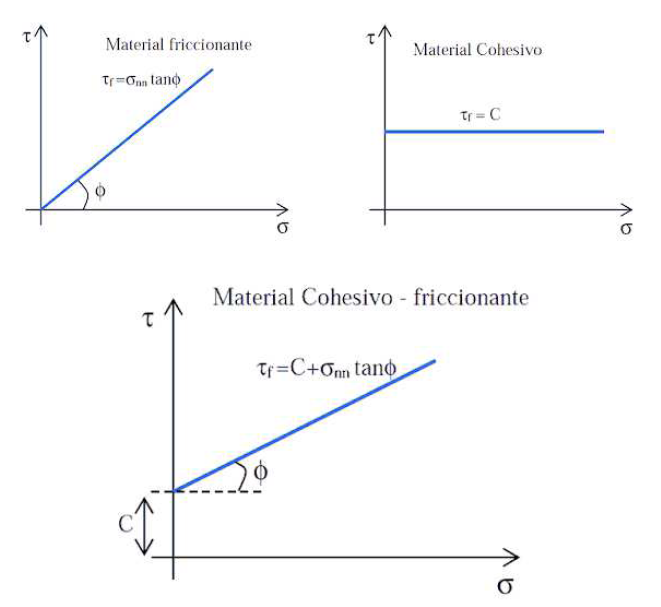 τ
Material friccionante
τf=σnn tanϕ
ϕ
σ
τ
Material Cohesivo
τf = C
σ
Material Cohesivo - friccionante
τ
τf=C+σnn tanϕ
ϕ
C
σ